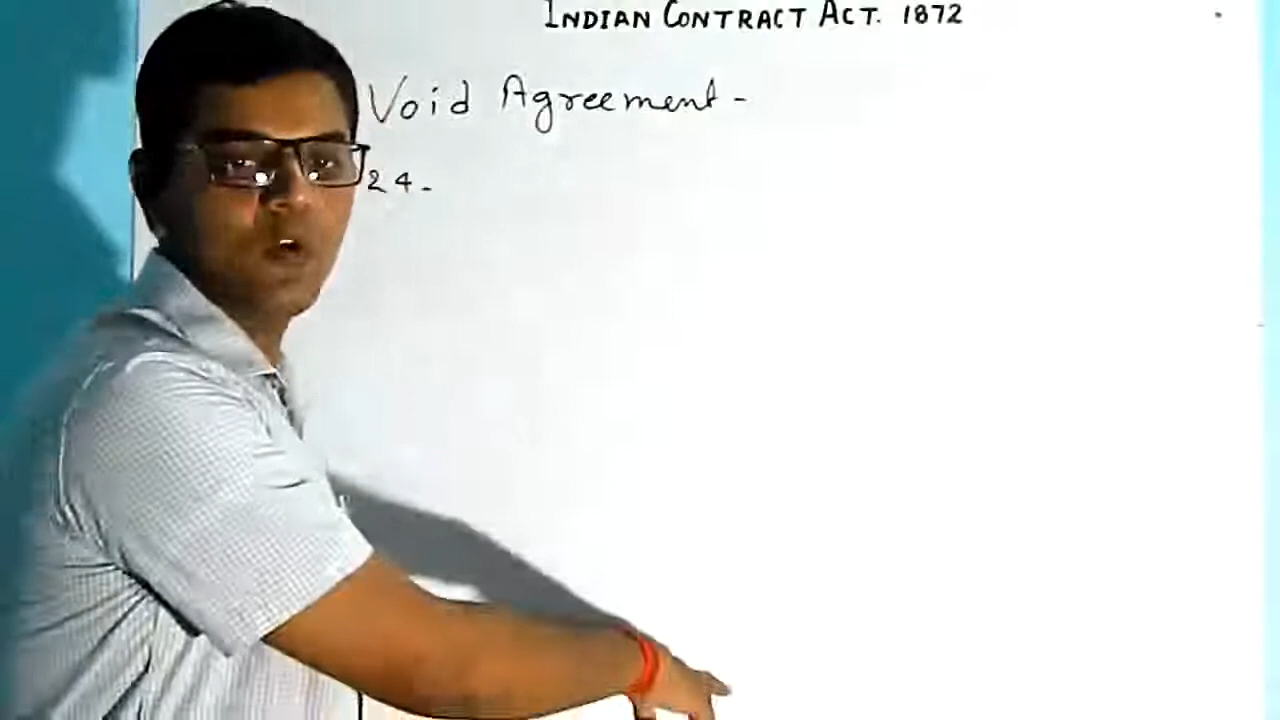 INDIAN CONTRACT ACT. 1872
Void Agreement -
24-